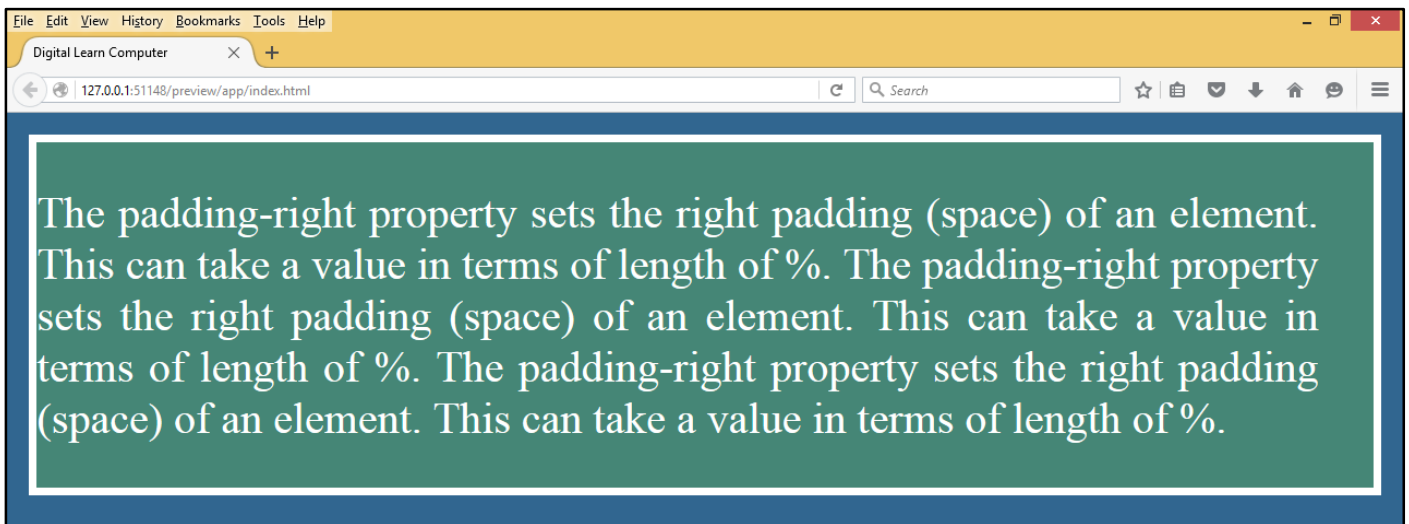 File Edit View History Bookmarks Tools Help
Digital Learn Computer
127.0.0.1:51148/preview/app/index.html
Search
The padding-right property sets the right padding (space) of an element.
This can take a value in terms of length of %. The padding-right property
sets the right padding (space) of an element. This can take a value in
terms of length of %. The padding-right property sets the right padding
(space) of an element. This can take a value in terms of length of %.